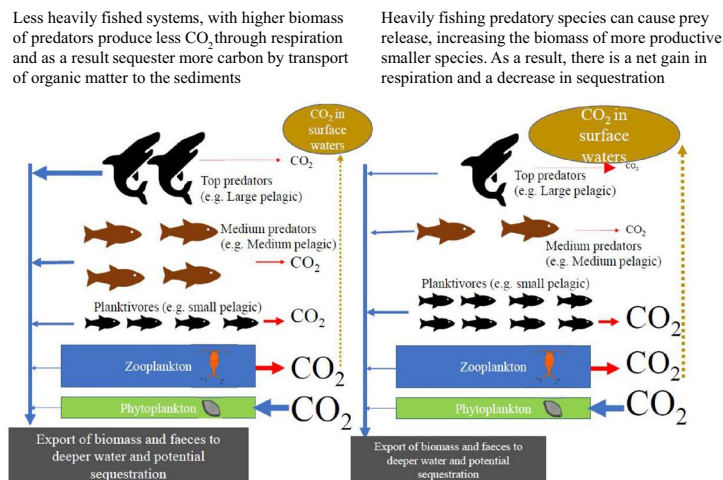 Less heavily fished systems, with higher biomass
of predators produce less CO₂ through respiration
and as a result sequester more carbon by transport
of organic matter to the sediments
CO₂ in
surface
waters
CO₂
Top predators
(e.g. Large pelagic)
Medium predators
(e.g. Medium pelagic)
CO₂
Planktivores (e.g. small pelagic)
CO₂
Zooplankton
CO₂
Phytoplankton
CO₂
Export of biomass and faeces to
deeper water and potential
sequestration
Heavily fishing predatory species can cause prey
release, increasing the biomass of more productive
smaller species. As a result, there is a net gain in
respiration and a decrease in sequestration
CO₂ in
surface
waters
CO₂
Top predators
(e.g. Large pelagic)
CO₂
Medium predators
(e.g. Medium pelagic)
Planktivores (e.g. small pelagic)
CO₂
Zooplankton
CO₂
Phytoplankton
CO₂
Export of biomass and faeces to
deeper water and potential
sequestration